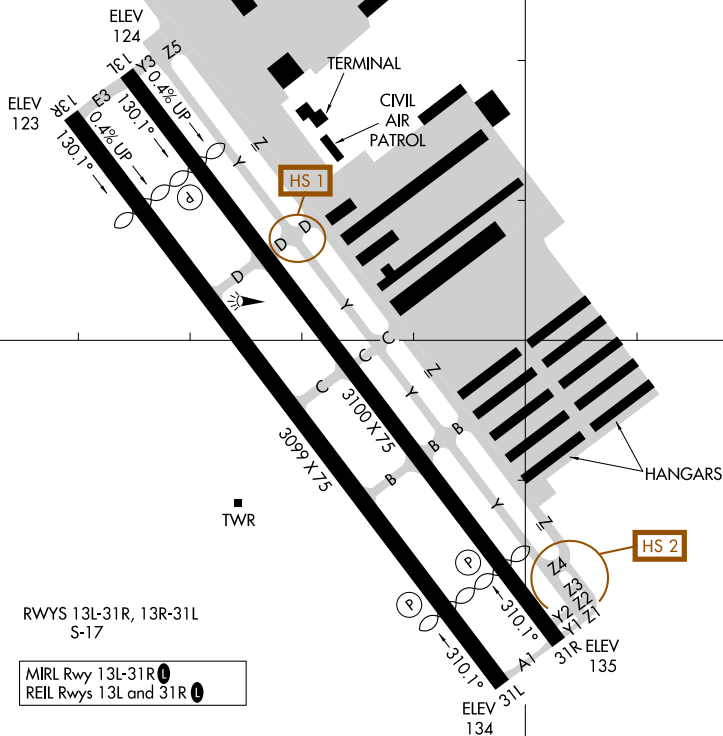 ELEV
124
13L
Y3
Z5
TERMINAL
ELEV
123
13R
E3
0.4% UP
130.1°
0.4% UP
130.1°
CIVIL
AIR
PATROL
Z
Y
P
HS 1
D
D
D
Y
C
C
C
Z
Y
3100 X 75
3099 X 75
B
B
B
HANGARS
TWR
Y
Z
HS 2
P
P
Z4
Z3
Z2
Z1
Y2
Y1
310.1°
310.1°
31R
ELEV
135
A1
31L
ELEV
134
RWYS 13L-31R, 13R-31L
S-17
MIRL Rwy 13L-31R L
REIL Rwys 13L and 31R L